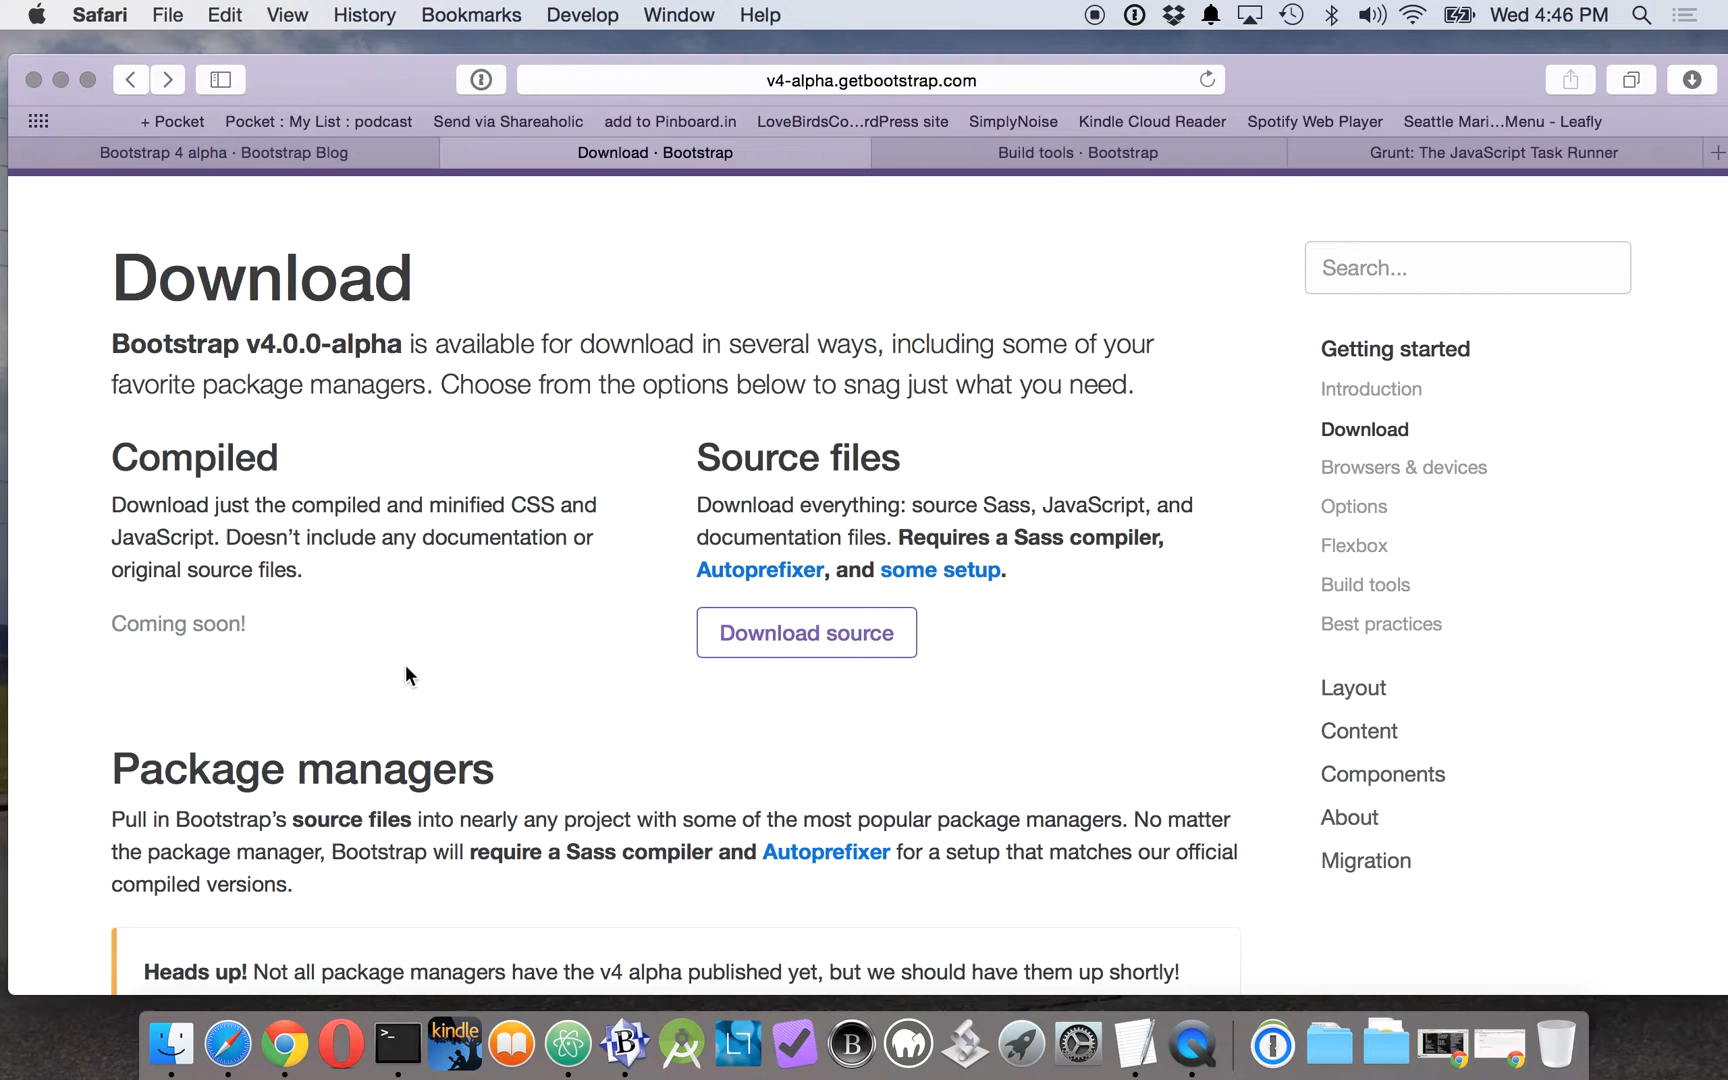 Safari File Edit View History Bookmarks Develop Window Help Wed 4:46 PM
v4-alpha.getbootstrap.com
+ Pocket Pocket : My List : podcast Send via Shareaholic add to Pinboard.in LoveBirdsCo...rdPress site SimplyNoise Kindle Cloud Reader Spotify Web Player Seattle Mari...Menu - Leafly
Bootstrap 4 alpha · Bootstrap Blog Download · Bootstrap Build tools · Bootstrap Grunt: The JavaScript Task Runner
Download
Bootstrap v4.0.0-alpha is available for download in several ways, including some of your
favorite package managers. Choose from the options below to snag just what you need.
Compiled
Download just the compiled and minified CSS and
JavaScript. Doesn't include any documentation or
original source files.
Coming soon!
Source files
Download everything: source Sass, JavaScript, and
documentation files. Requires a Sass compiler,
Autoprefixer, and some setup.
Download source
Package managers
Pull in Bootstrap's source files into nearly any project with some of the most popular package managers. No matter
the package manager, Bootstrap will require a Sass compiler and Autoprefixer for a setup that matches our official
compiled versions.
Heads up! Not all package managers have the v4 alpha published yet, but we should have them up shortly!
Search...
Getting started
Introduction
Download
Browsers & devices
Options
Flexbox
Build tools
Best practices
Layout
Content
Components
About
Migration
kindle